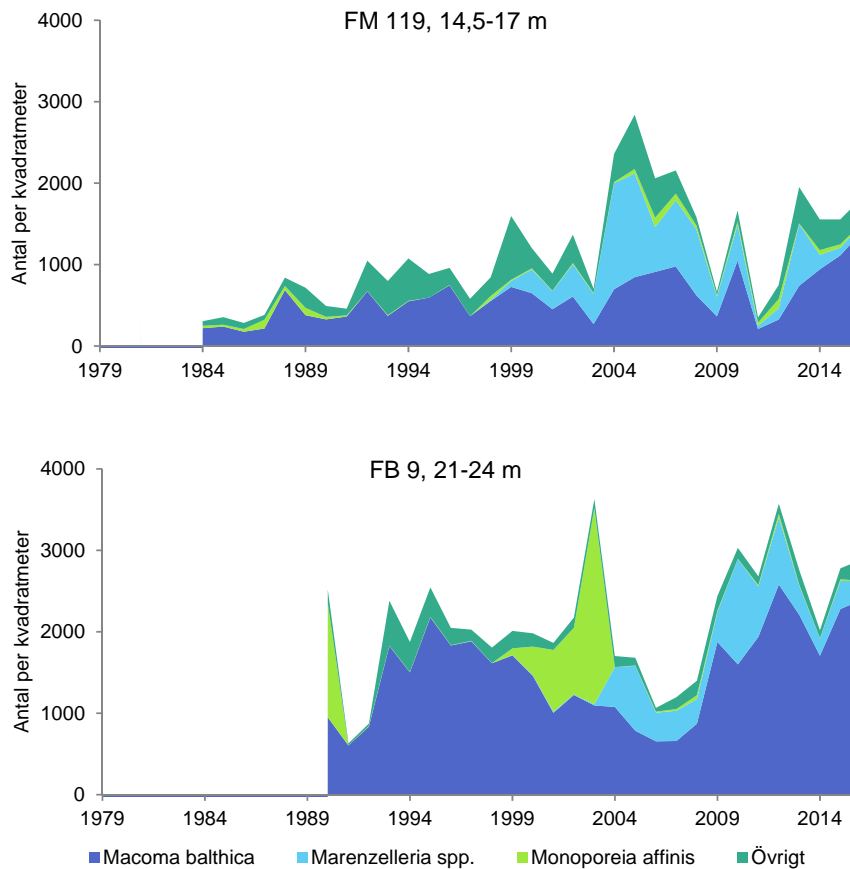 FM 119, 14,5-17 m
Antal per kvadratmeter
4000
3000
2000
1000
0
1979 1984 1989 1994 1999 2004 2009 2014
FB 9, 21-24 m
Antal per kvadratmeter
4000
3000
2000
1000
0
1979 1984 1989 1994 1999 2004 2009 2014
Macoma balthica Marenzelleria spp. Monoporeia affinis Övrigt